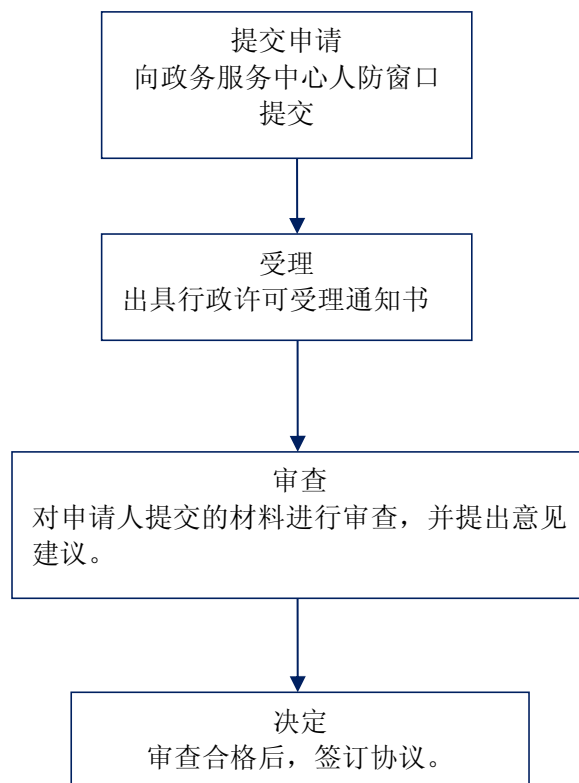 提交申请
向政务服务中心人防窗口
提交
受理
出具行政许可受理通知书
审查
对申请人提交的材料进行审查，并提出意见
建议。
决定
审查合格后，签订协议。